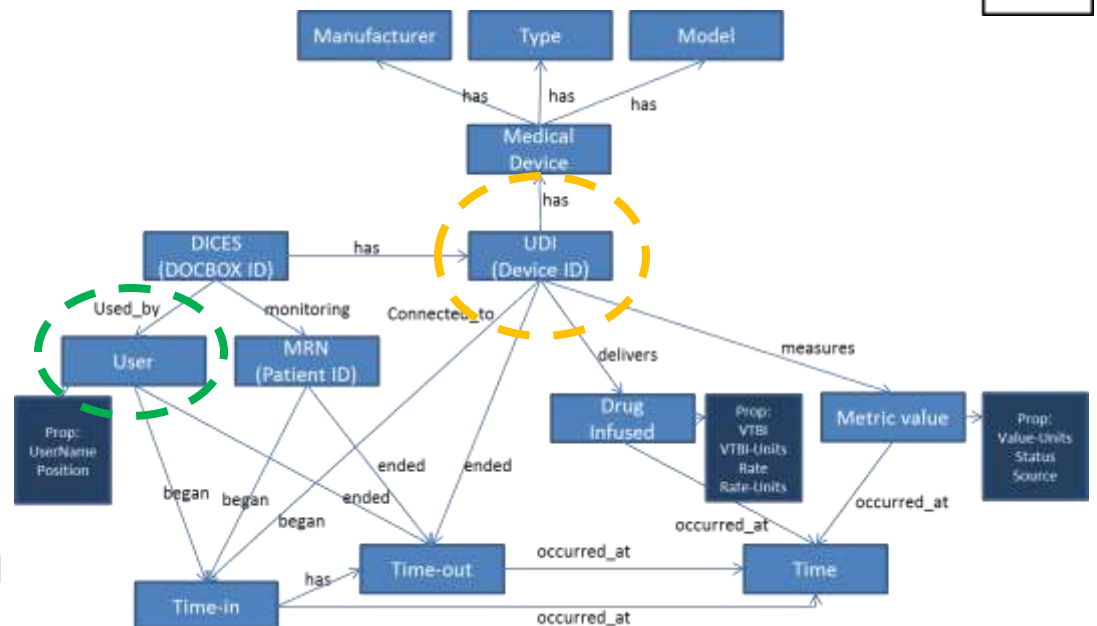 Manufacturer
Type
Model
has
has
has
Medical
Device
has
DICES
(DOCBOX ID)
has
UDI
(Device ID)
Used_by
monitoring
Connected_to
User
MRN
(Patient ID)
delivers
measures
Prop:
UserName
Position
Drug
Infused
Prop:
VTBI
VTBI-Units
Rate
Rate-Units
Metric value
Prop:
Value-Units
Status
Source
began
began
began
ended
ended
ended
occurred_at
occurred_at
Time-in
has
Time-out
occurred_at
Time
occurred_at